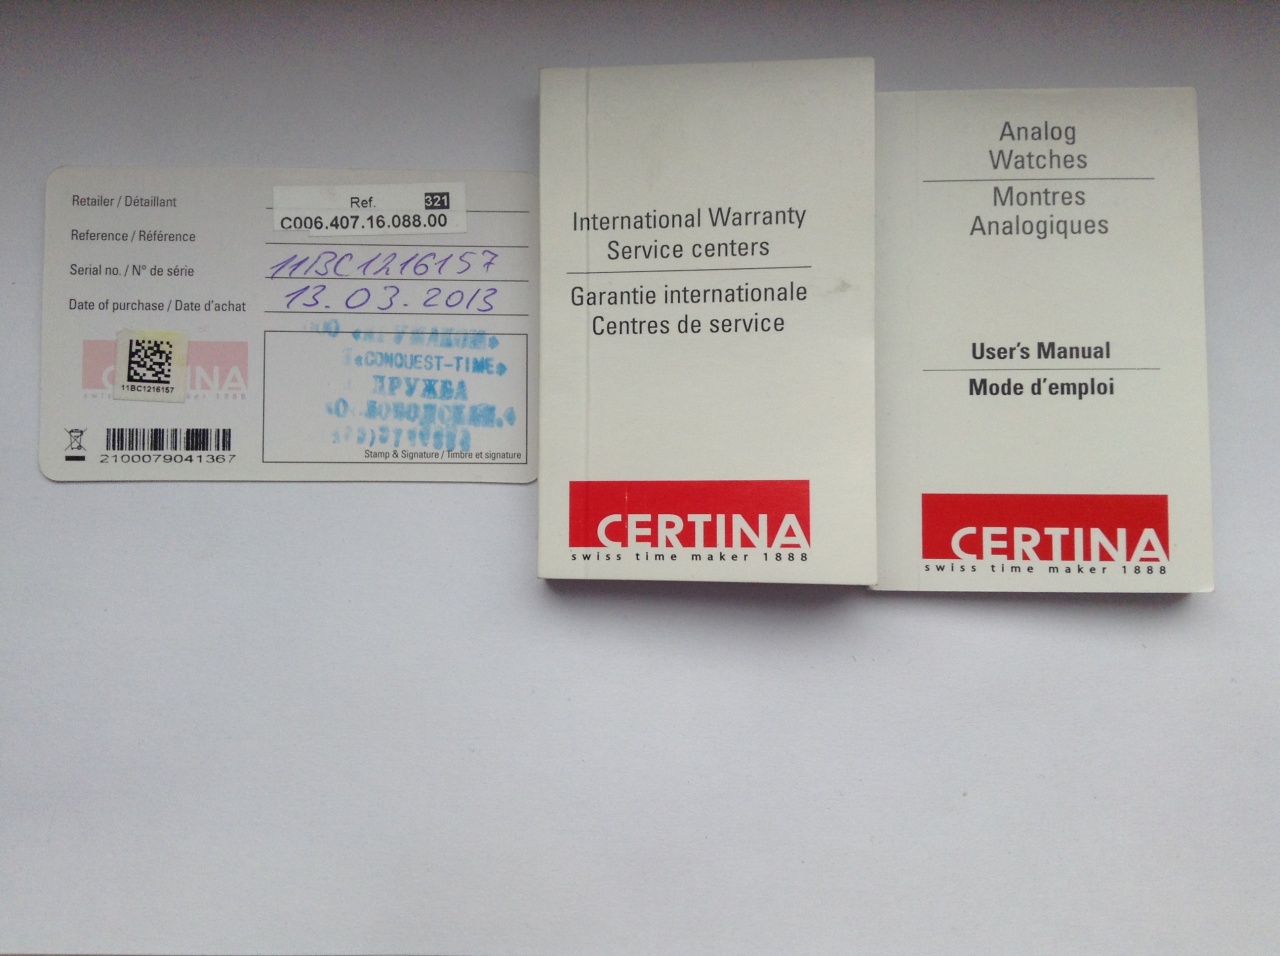 Retailer / Détaillant
Ref. 321
C006.407.16.088.00
Reference / Référence
Serial no. / N° de série 11BC1216157
Date of purchase / Date d'achat 13.03.2013
CERTINA
11BC1216157
2100079041367
«CONQUEST-TIME»
ДРУЖБА
Stamp & Signature / Timbre et signature
International Warranty
Service centers
Garantie internationale
Centres de service
CERTINA
swiss time maker 1888
Analog
Watches
Montres
Analogiques
User's Manual
Mode d'emploi
CERTINA
swiss time maker 1888